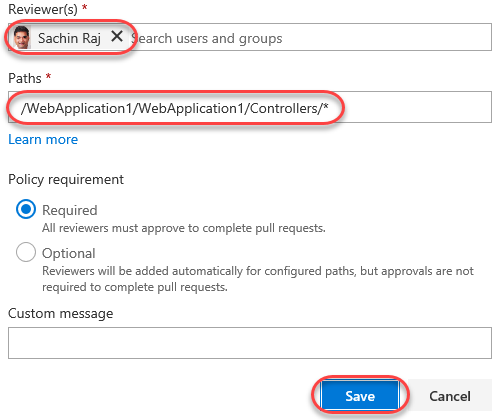 Reviewer(s) *
Sachin Raj Search users and groups
Paths *
/WebApplication1/WebApplication1/Controllers/*
Learn more
Policy requirement
Required
All reviewers must approve to complete pull requests.
Optional
Reviewers will be added automatically for configured paths, but approvals are not
required to complete pull requests.
Custom message
Save Cancel